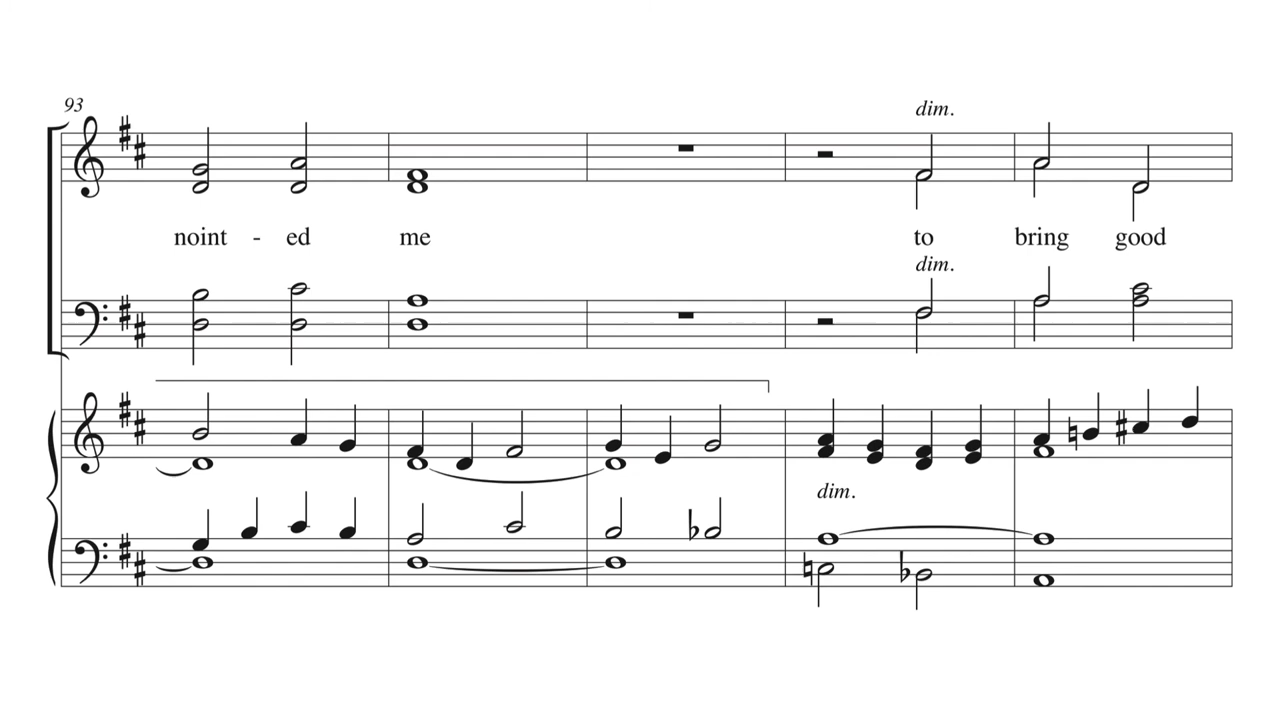 93
dim.
noint - ed me to bring good
dim.
dim.